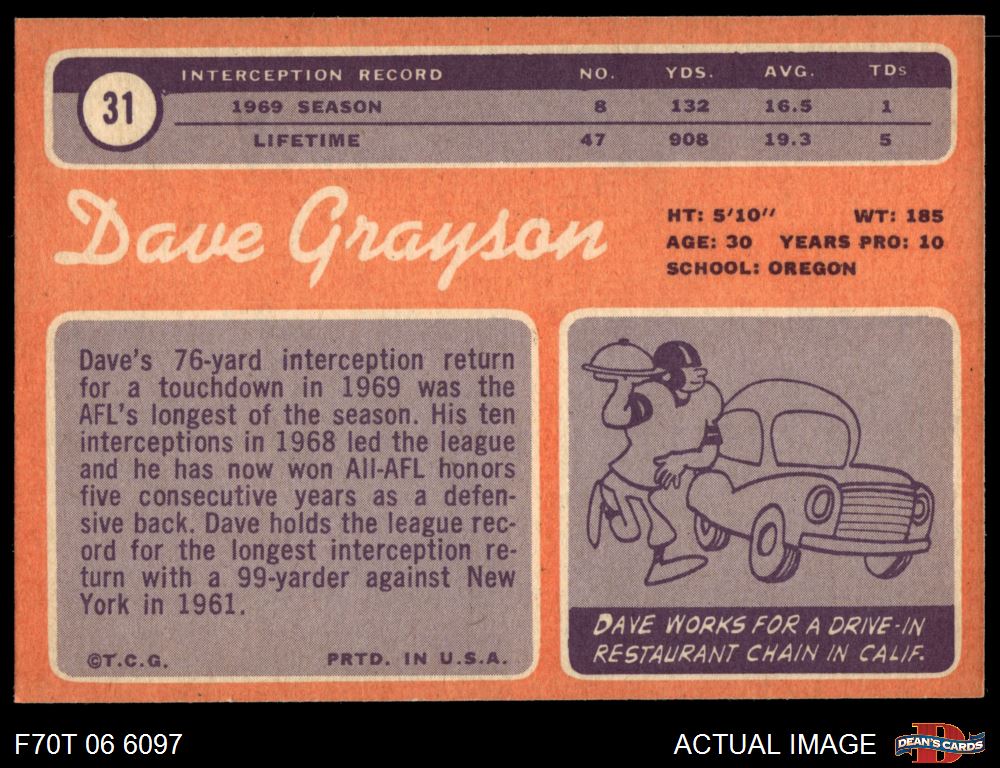 31
INTERCEPTION RECORD NO. YDS. AVG. TDs
1969 SEASON 8 132 16.5 1
LIFETIME 47 908 19.3 5
Dave Grayson
HT: 5'10" WT: 185
AGE: 30 YEARS PRO: 10
SCHOOL: OREGON
Dave's 76-yard interception return
for a touchdown in 1969 was the
AFL's longest of the season. His ten
interceptions in 1968 led the league
and he has now won All-AFL honors
five consecutive years as a defen-
sive back. Dave holds the league rec-
ord for the longest interception re-
turn with a 99-yarder against New
York in 1961.
©T.C.G. PRTD. IN U.S.A.
DAVE WORKS FOR A DRIVE-IN
RESTAURANT CHAIN IN CALIF.
F70T 06 6097
ACTUAL IMAGE
D
DEAN'S CARDS